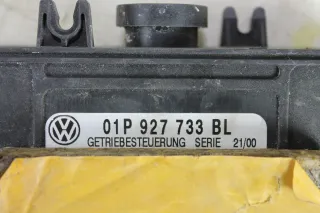 01P 927 733 BL
GETRIEBESTEUERUNG SERIE 21/00